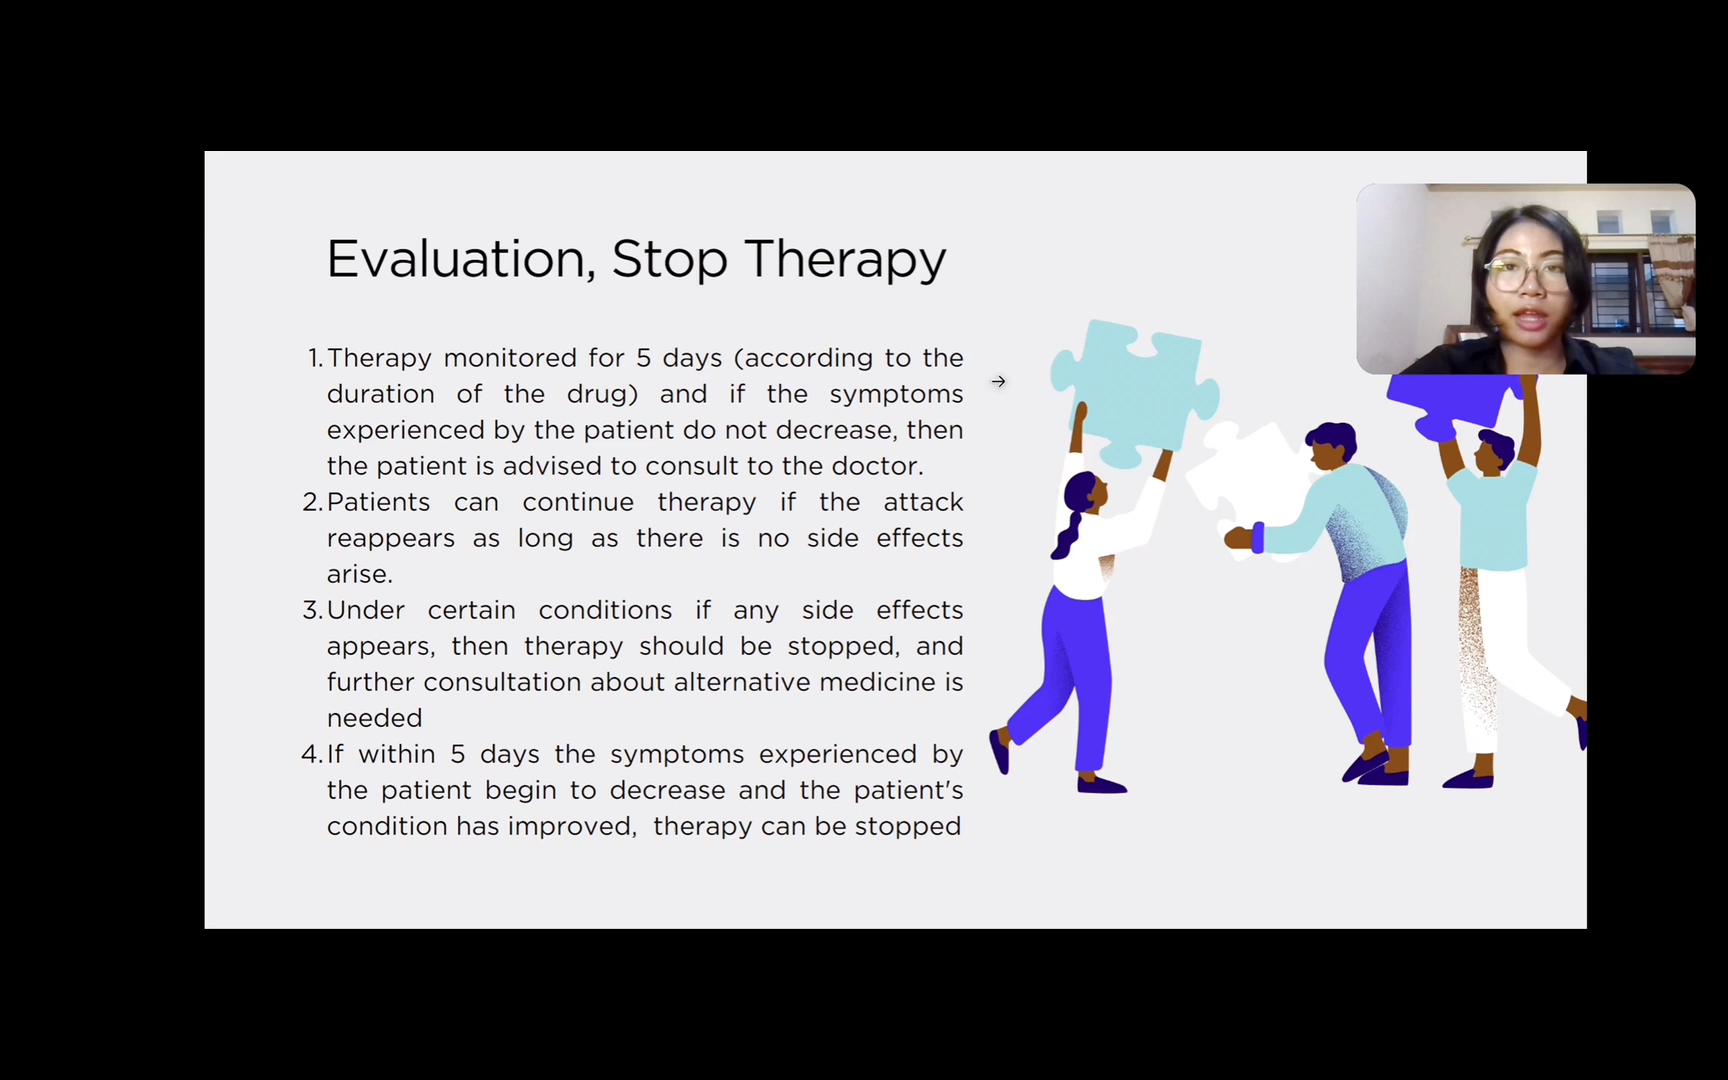 Evaluation, Stop Therapy
1. Therapy monitored for 5 days (according to the
duration of the drug) and if the symptoms
experienced by the patient do not decrease, then
the patient is advised to consult to the doctor.
2. Patients can continue therapy if the attack
reappears as long as there is no side effects
arise.
3. Under certain conditions if any side effects
appears, then therapy should be stopped, and
further consultation about alternative medicine is
needed
4. If within 5 days the symptoms experienced by
the patient begin to decrease and the patient's
condition has improved,  therapy can be stopped